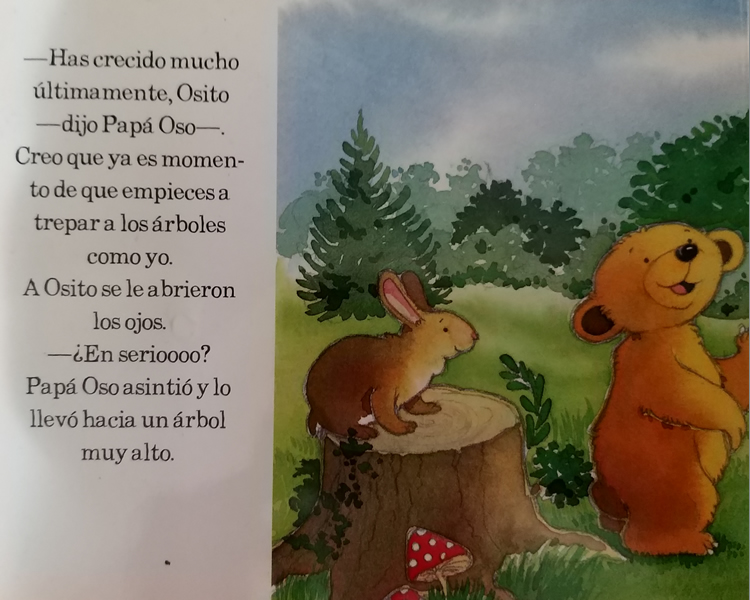 —Has crecido mucho
últimamente, Osito
—dijo Papá Oso—.
Creo que ya es momen-
to de que empieces a
trepar a los árboles
como yo.
A Osito se le abrieron
los ojos.
—¿En serioooo?
Papá Oso asintió y lo
llevó hacia un árbol
muy alto.